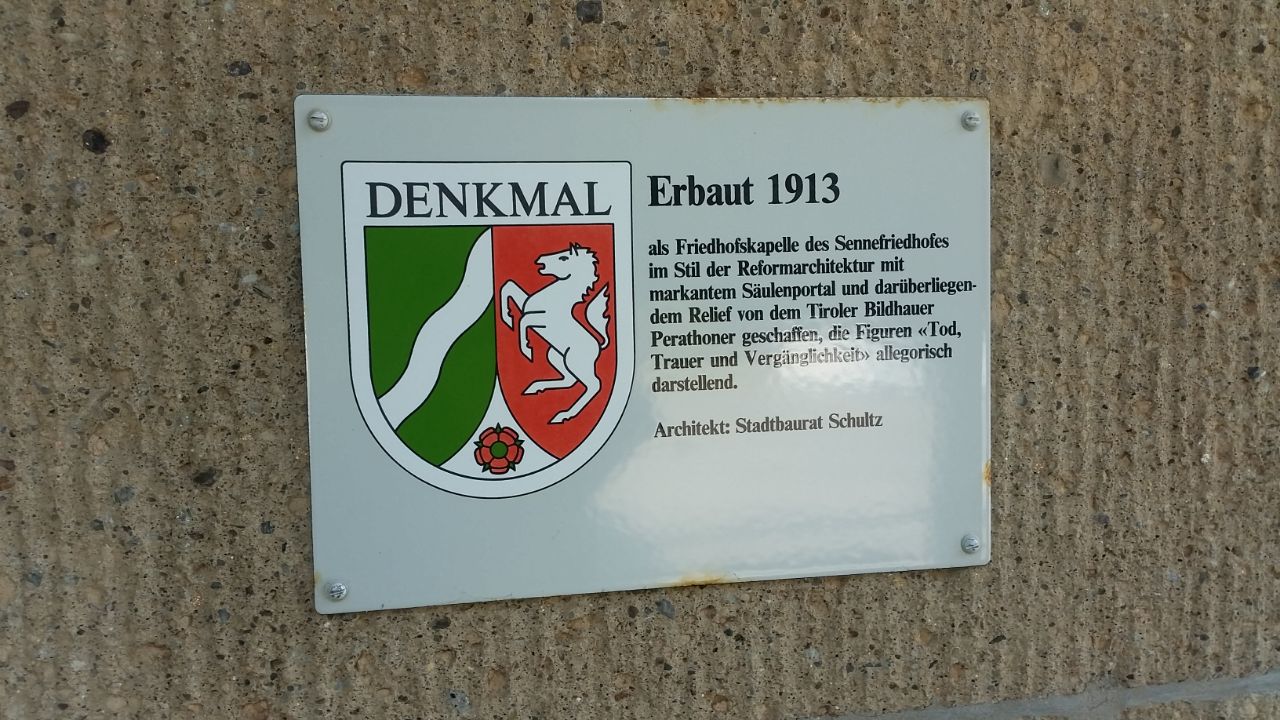 DENKMAL
Erbaut 1913
als Friedhofskapelle des Sennefriedhofes
im Stil der Reformarchitektur mit
markantem Säulenportal und darüberliegen-
dem Relief von dem Tiroler Bildhauer
Perathoner geschaffen, die Figuren «Tod,
Trauer und Vergänglichkeit» allegorisch
darstellend.
Architekt: Stadtbaurat Schultz